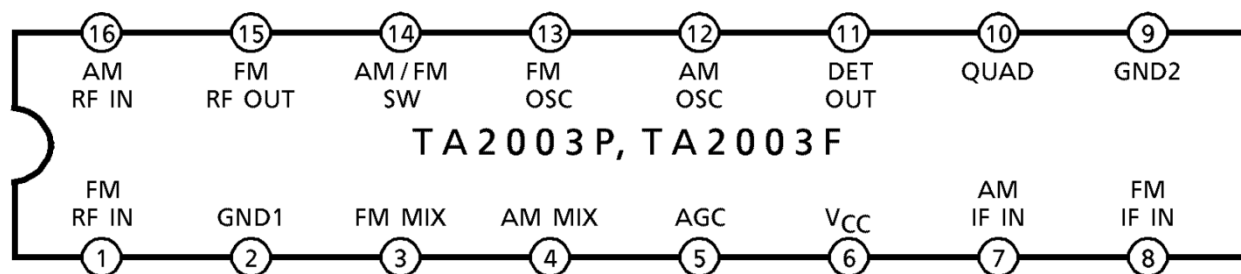 16 15 14 13 12 11 10 9
AM FM AM/FM FM AM DET QUAD GND2
RF IN RF OUT SW OSC OSC OUT
TA2003P, TA2003F
FM AM FM
RF IN GND1 FM MIX AM MIX AGC VCC IF IN IF IN
1 2 3 4 5 6 7 8